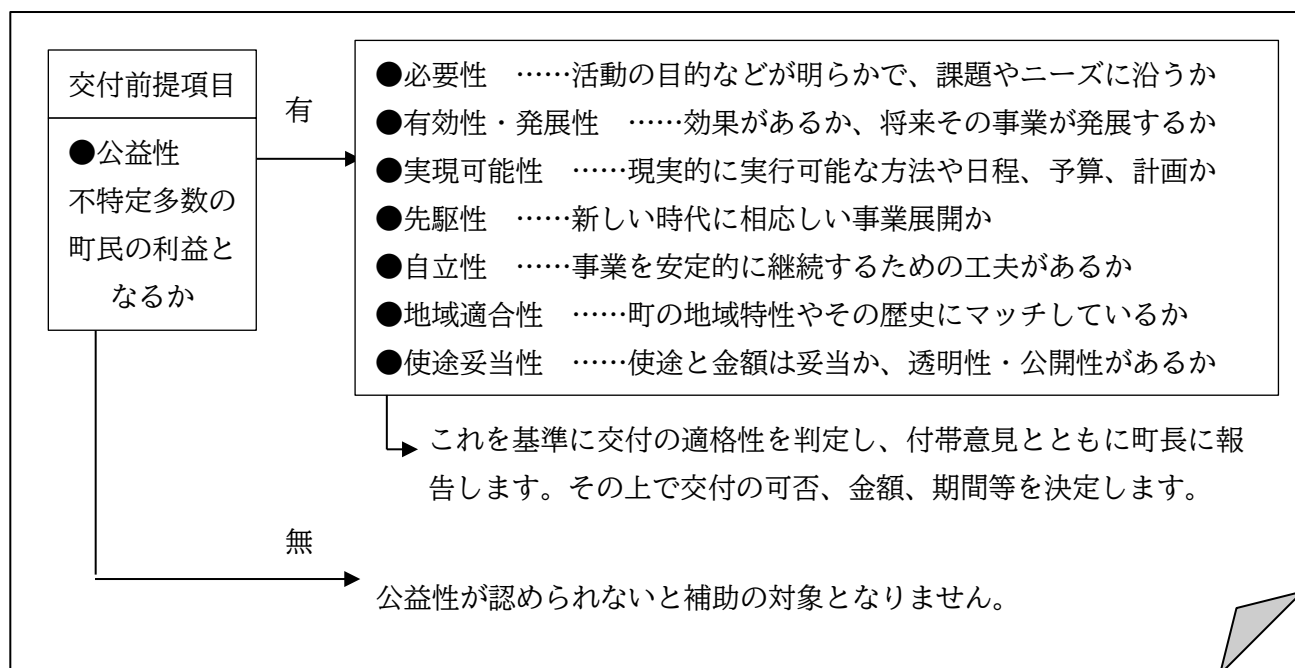 交付前提項目
●公益性
不特定多数の
町民の利益と
なるか
有
●必要性　……活動の目的などが明らかで、課題やニーズに沿うか
●有効性・発展性　……効果があるか、将来その事業が発展するか
●実現可能性　……現実的に実行可能な方法や日程、予算、計画か
●先駆性　……新しい時代に相応しい事業展開か
●自立性　……事業を安定的に継続するための工夫があるか
●地域適合性　……町の地域特性やその歴史にマッチしているか
●使途妥当性　……使途と金額は妥当か、透明性・公開性があるか
これを基準に交付の適格性を判定し、付帯意見とともに町長に報
告します。その上で交付の可否、金額、期間等を決定します。
無
公益性が認められないと補助の対象となりません。